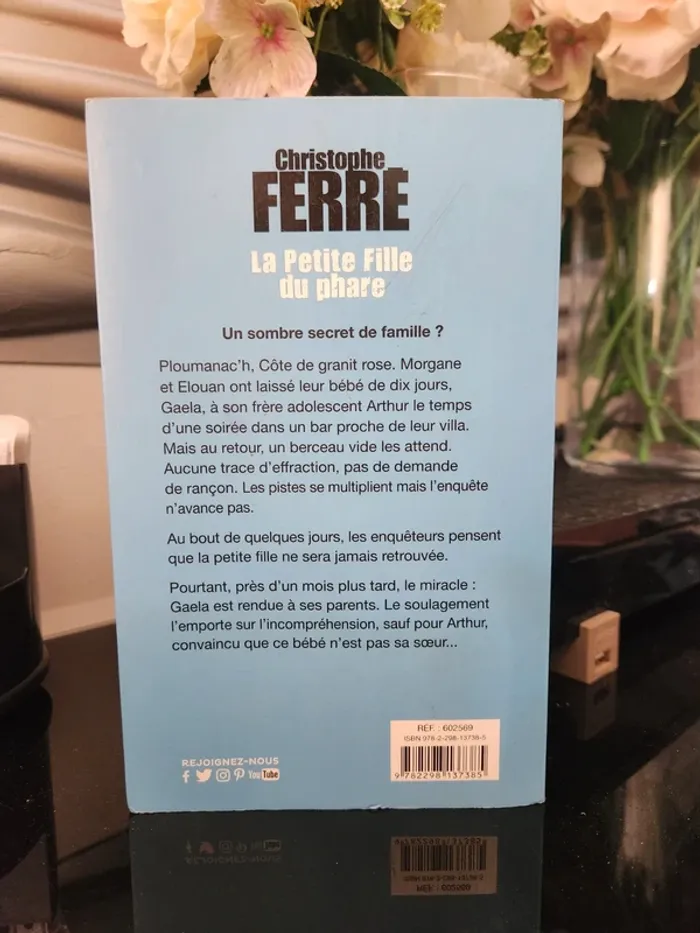 Christophe
FERRÉ
La Petite Fille
du phare
Un sombre secret de famille ?
Ploumanac'h, Côte de granit rose. Morgane
et Elouan ont laissé leur bébé de dix jours,
Gaela, à son frère adolescent Arthur le temps
d'une soirée dans un bar proche de leur villa.
Mais au retour, un berceau vide les attend.
Aucune trace d'effraction, pas de demande
de rançon. Les pistes se multiplient mais l'enquête
n'avance pas.
Au bout de quelques jours, les enquêteurs pensent
que la petite fille ne sera jamais retrouvée.
Pourtant, près d'un mois plus tard, le miracle :
Gaela est rendue à ses parents. Le soulagement
l'emporte sur l'incompréhension, sauf pour Arthur,
convaincu que ce bébé n'est pas sa sœur...
RÉF. : 602569
ISBN 978-2-298-13738-5
9 782298 137385
REJOIGNEZ-NOUS
You Tube